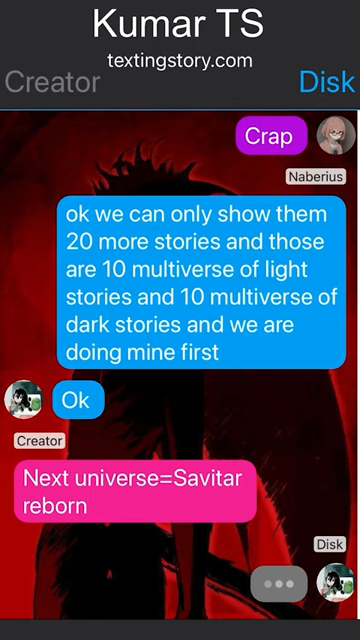 Kumar TS
textingstory.com
Creator
Disk
Crap
Naberius
ok we can only show them
20 more stories and those
are 10 multiverse of light
stories and 10 multiverse of
dark stories and we are
doing mine first
Ok
Creator
Next universe=Savitar
reborn
Disk